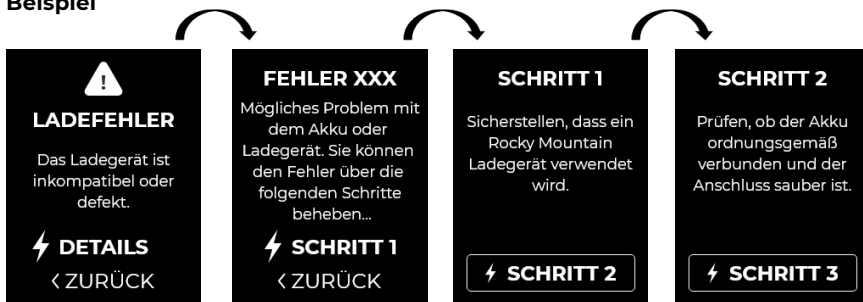 Beispiel
LADEFEHLER
Das Ladegerät ist
inkompatibel oder
defekt.
DETAILS
ZURÜCK
FEHLER XXX
Mögliches Problem mit
dem Akku oder
Ladegerät. Sie können
den Fehler über die
folgenden Schritte
beheben...
SCHRITT 1
ZURÜCK
SCHRITT 1
Sicherstellen, dass ein
Rocky Mountain
Ladegerät verwendet
wird.
SCHRITT 2
SCHRITT 2
Prüfen, ob der Akku
ordnungsgemäß
verbunden und der
Anschluss sauber ist.
SCHRITT 3